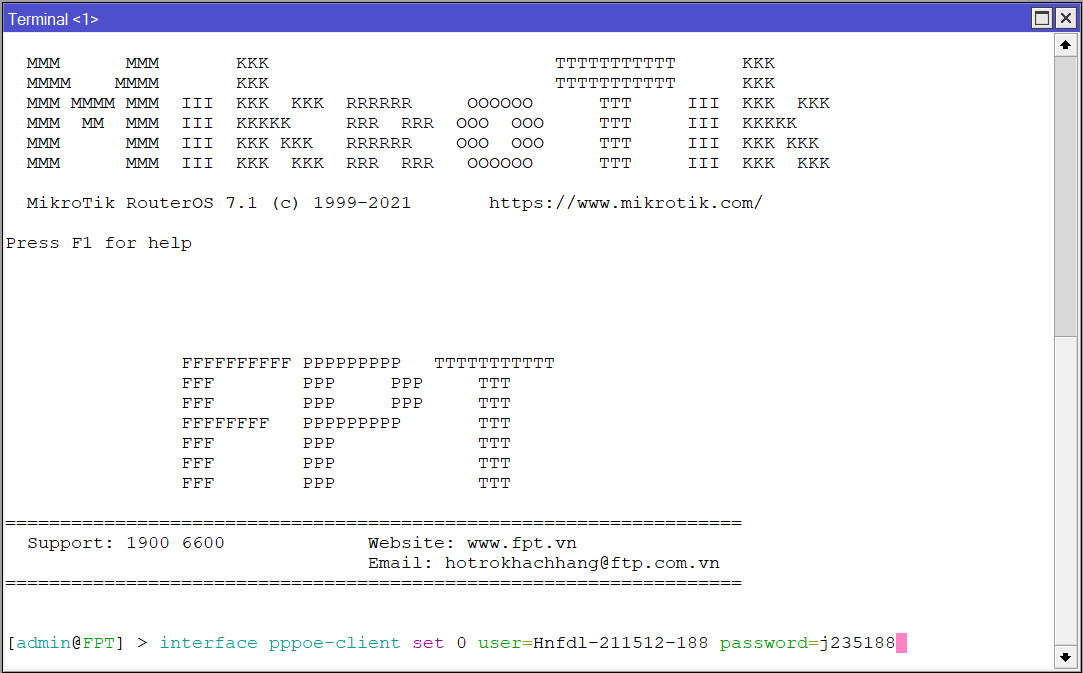 Terminal <1>
  MMM      MMM       KKK                          TTTTTTTTTTT      KKK
  MMMM    MMMM       KKK                          TTTTTTTTTTT      KKK
  MMM MMMM MMM  III  KKK  KKK  RRRRRR     OOOOOO      TTT     III  KKK  KKK
  MMM  MM  MMM  III  KKKKK     RRR  RRR  OOO  OOO     TTT     III  KKKKK
  MMM      MMM  III  KKK KKK   RRRRRR    OOO  OOO     TTT     III  KKK KKK
  MMM      MMM  III  KKK  KKK  RRR  RRR   OOOOOO      TTT     III  KKK  KKK
  MikroTik RouterOS 7.1 (c) 1999-2021       https://www.mikrotik.com/
Press F1 for help
                FFFFFFFFFF PPPPPPPPP   TTTTTTTTTTT
                FFF        PPP     PPP     TTT
                FFF        PPP     PPP     TTT
                FFFFFFFF   PPPPPPPPP       TTT
                FFF        PPP             TTT
                FFF        PPP             TTT
                FFF        PPP             TTT
===================================================================
  Support: 1900 6600             Website: www.fpt.vn
                                 Email: hotrokhachhang@ftp.com.vn
===================================================================
[admin@FPT] > interface pppoe-client set 0 user=Hnfdl-211512-188 password=j235188